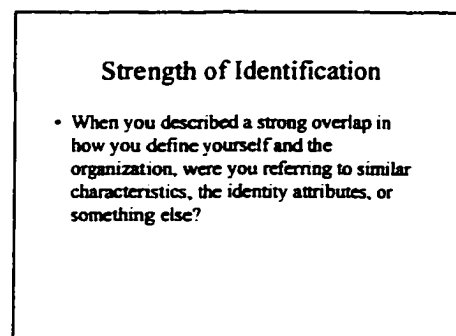 Strength of Identification
• When you described a strong overlap in
how you define yourself and the
organization, were you referring to similar
characteristics, the identity attributes, or
something else?